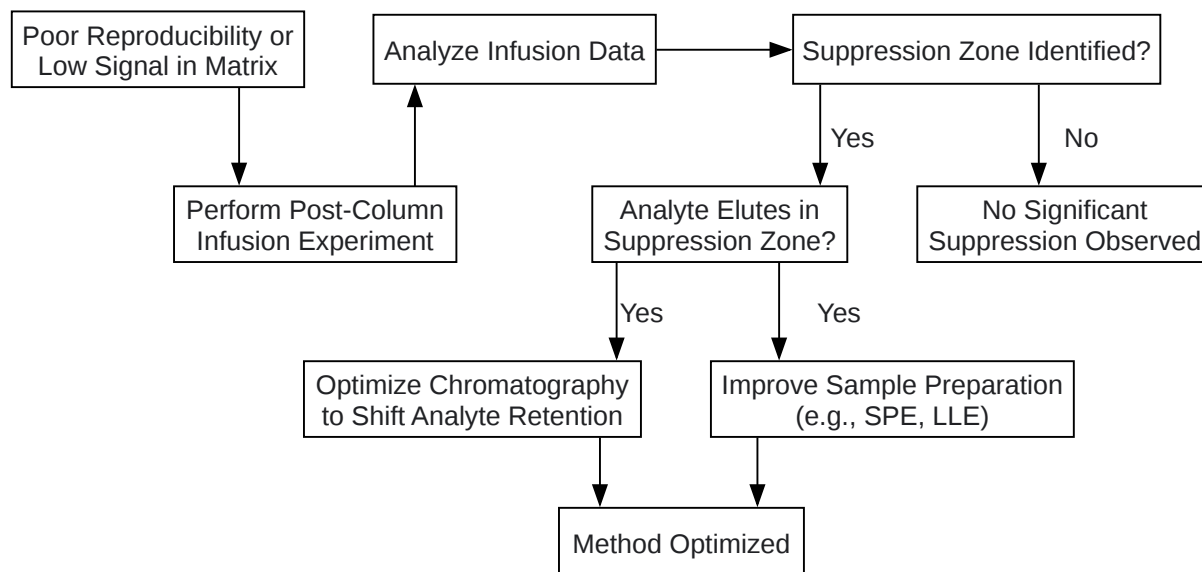 Poor Reproducibility or
Low Signal in Matrix
Analyze Infusion Data
Suppression Zone Identified?
Yes
No
Perform Post-Column
Infusion Experiment
Analyte Elutes in
Suppression Zone?
No Significant
Suppression Observed
Yes
Yes
Optimize Chromatography
to Shift Analyte Retention
Improve Sample Preparation
(e.g., SPE, LLE)
Method Optimized